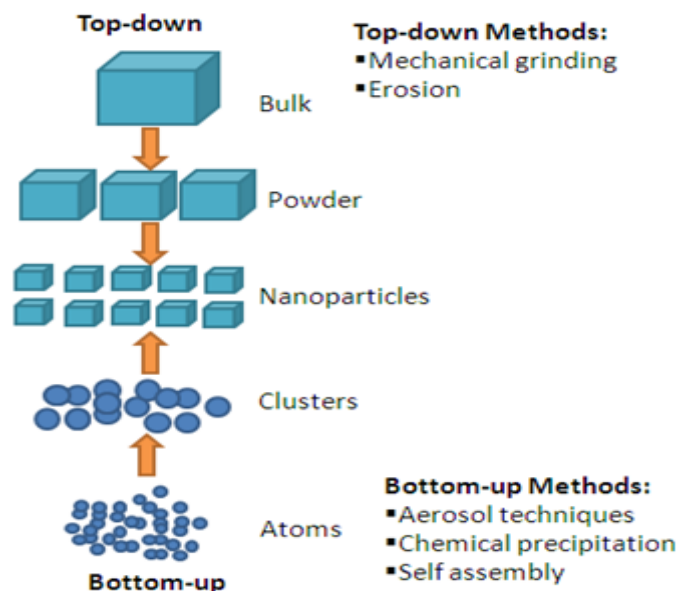 Top-down
Top-down Methods:
▪Mechanical grinding
▪Erosion
Bulk
Powder
Nanoparticles
Clusters
Atoms
Bottom-up
Bottom-up Methods:
▪Aerosol techniques
▪Chemical precipitation
▪Self assembly